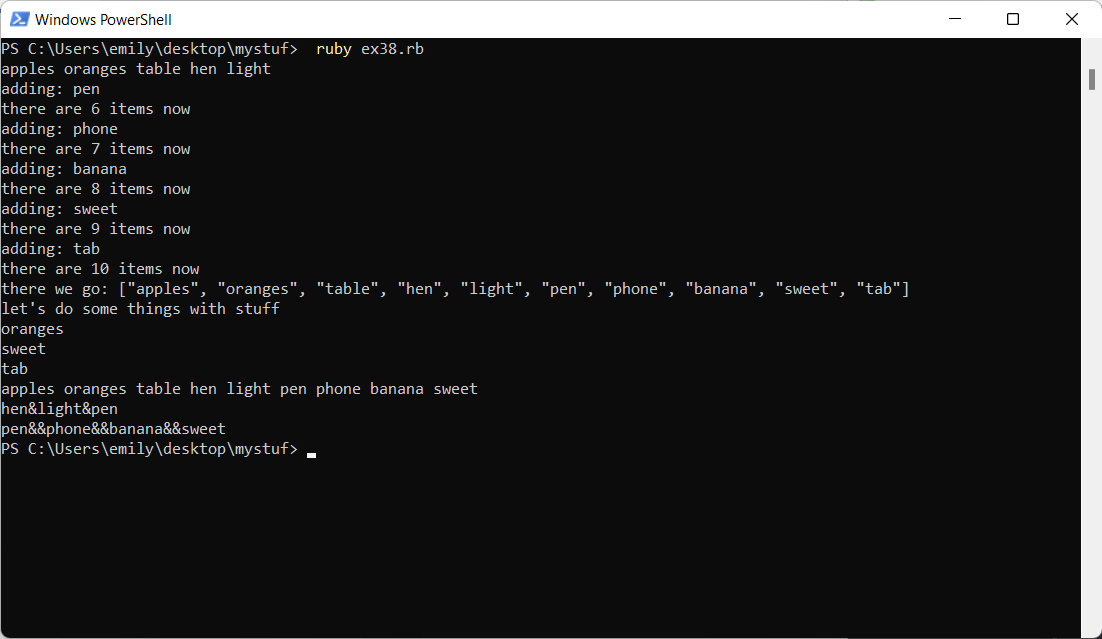 Windows PowerShell
PS C:\Users\emily\desktop\mystuf>  ruby ex38.rb
apples oranges table hen light
adding: pen
there are 6 items now
adding: phone
there are 7 items now
adding: banana
there are 8 items now
adding: sweet
there are 9 items now
adding: tab
there are 10 items now
there we go: ["apples", "oranges", "table", "hen", "light", "pen", "phone", "banana", "sweet", "tab"]
let's do some things with stuff
oranges
sweet
tab
apples oranges table hen light pen phone banana sweet
hen&light&pen
pen&&phone&&banana&&sweet
PS C:\Users\emily\desktop\mystuf>